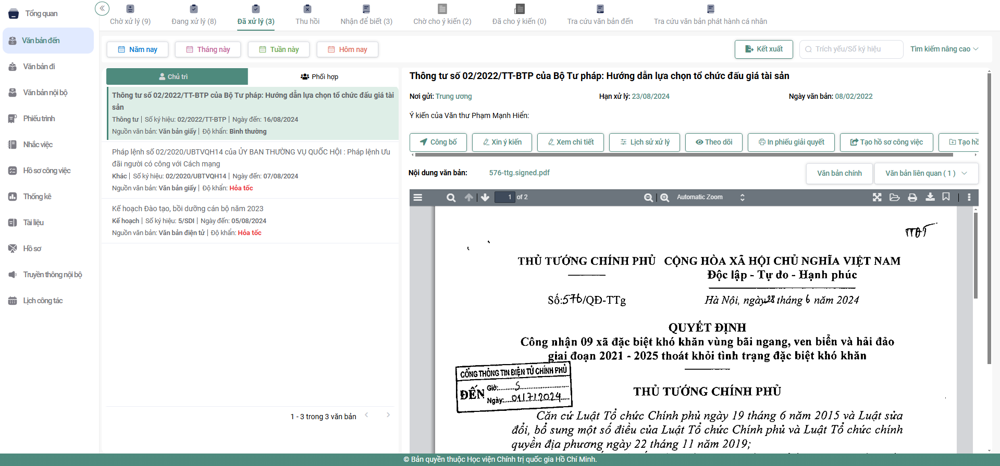 Tổng quan
Văn bản đến
Văn bản đi
Văn bản nội bộ
Phiếu trình
Nhắc việc
Hồ sơ công việc
Thống kê
Tài liệu
Hồ sơ
Truyền thông nội bộ
Lịch công tác
Chờ xử lý (9)
Đang xử lý (8)
Đã xử lý (3)
Thu hồi
Nhận để biết (3)
Chờ cho ý kiến (2)
Đã cho ý kiến (0)
Tra cứu văn bản đến
Tra cứu văn bản phát hành cá nhân
Năm nay
Tháng này
Tuần này
Hôm nay
Kết xuất
Trích yếu/Số ký hiệu
Tìm kiếm nâng cao
Chủ trì
Phối hợp
Thông tư số 02/2022/TT-BTP của Bộ Tư pháp: Hướng dẫn lựa chọn tổ chức đấu giá tài
sản
Thông tư | Số ký hiệu: 02/2022/TT-BTP | Ngày đến: 16/08/2024
Nguồn văn bản: Văn bản giấy | Độ khẩn: Bình thường
Pháp lệnh số 02/2020/UBTVQH14 của ỦY BAN THƯỜNG VỤ QUỐC HỘI : Pháp lệnh Ưu
đãi người có công với Cách mạng
Khác | Số ký hiệu: 02/2020/UBTVQH14 | Ngày đến: 07/08/2024
Nguồn văn bản: Văn bản giấy | Độ khẩn: Hỏa tốc
Kế hoạch Đào tạo, bồi dưỡng cán bộ năm 2023
Kế hoạch | Số ký hiệu: 5/SDI | Ngày đến: 05/08/2024
Nguồn văn bản: Văn bản điện tử | Độ khẩn: Hỏa tốc
1 - 3 trong 3 văn bản
Thông tư số 02/2022/TT-BTP của Bộ Tư pháp: Hướng dẫn lựa chọn tổ chức đấu giá tài sản
Nơi gửi: Trung ương
Hạn xử lý: 23/08/2024
Ngày văn bản: 08/02/2022
Ý kiến của Văn thư Phạm Mạnh Hiển:
Công bố
Xin ý kiến
Xem chi tiết
Lịch sử xử lý
Theo dõi
In phiếu giải quyết
Tạo hồ sơ công việc
Tạo hồ
Nội dung văn bản:
576-ttg.signed.pdf
Văn bản chính
Văn bản liên quan ( 1 )
1 of 2
Automatic Zoom
TTĐT
THỦ TƯỚNG CHÍNH PHỦ
CỘNG HÒA XÃ HỘI CHỦ NGHĨA VIỆT NAM
Độc lập - Tự do - Hạnh phúc
Số:576/QĐ-TTg
Hà Nội, ngày 28 tháng 6 năm 2024
QUYẾT ĐỊNH
Công nhận 09 xã đặc biệt khó khăn vùng bãi ngang, ven biển và hải đảo
giai đoạn 2021 - 2025 thoát khỏi tình trạng đặc biệt khó khăn
CỔNG THÔNG TIN ĐIỆN TỬ CHÍNH PHỦ
ĐẾN
Giờ:.........S.........
Ngày:....01/7/2024....
THỦ TƯỚNG CHÍNH PHỦ
Căn cứ Luật Tổ chức Chính phủ ngày 19 tháng 6 năm 2015 và Luật sửa
đổi, bổ sung một số điều của Luật Tổ chức Chính phủ và Luật Tổ chức chính
quyền địa phương ngày 22 tháng 11 năm 2019;
© Bản quyền thuộc Học viện Chính trị quốc gia Hồ Chí Minh.